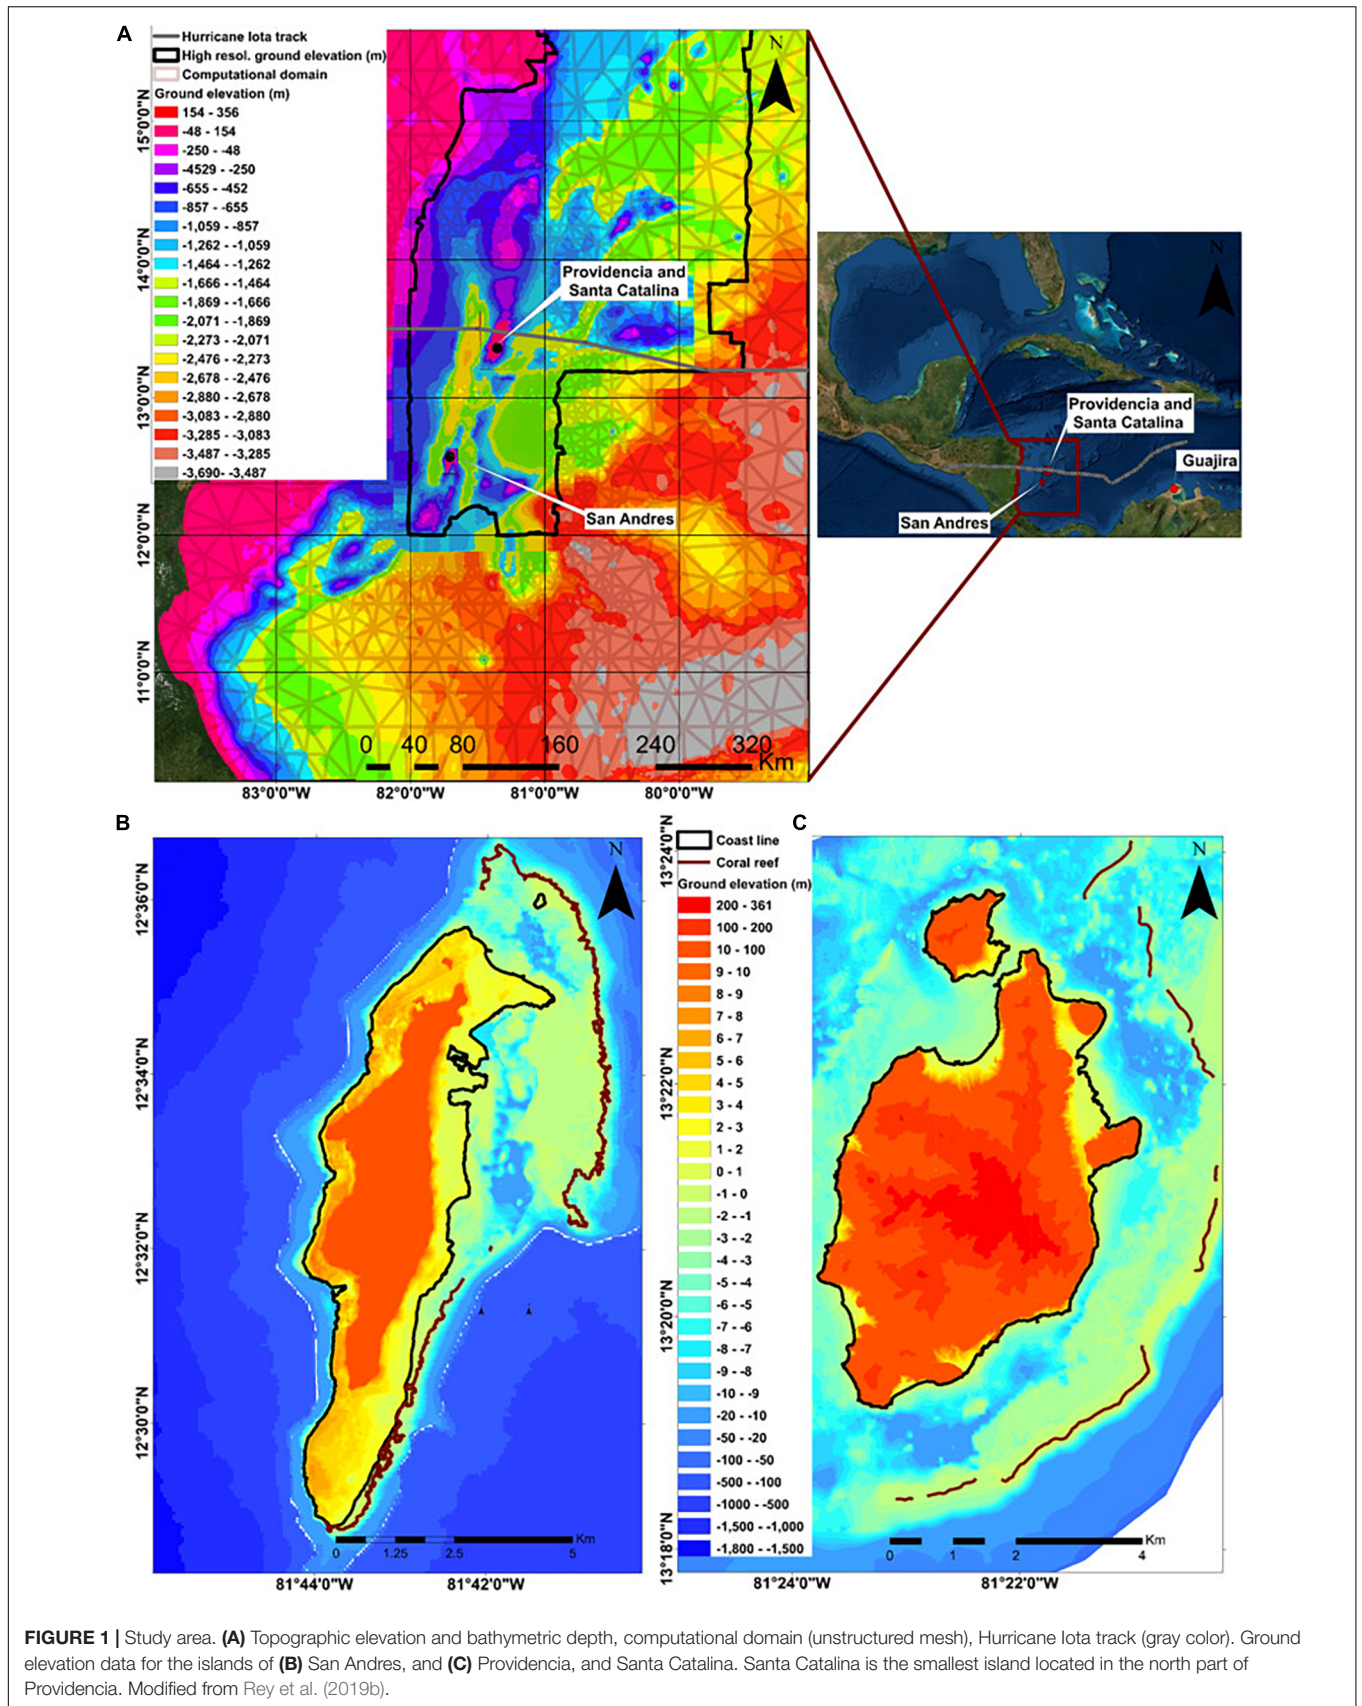 A
Hurricane Iota track
High resol. ground elevation (m)
Computational domain
Ground elevation (m)
154 - 356
-48 - 154
-250 - -48
-4529 - -250
-655 - -452
-857 - -655
-1,059 - -857
-1,262 - -1,059
-1,464 - -1,262
-1,666 - -1,464
-1,869 - -1,666
-2,071 - -1,869
-2,273 - -2,071
-2,476 - -2,273
-2,678 - -2,476
-2,880 - -2,678
-3,083 - -2,880
-3,285 - -3,083
-3,487 - -3,285
-3,690- -3,487
15°0'0"N
14°0'0"N
13°0'0"N
12°0'0"N
11°0'0"N
N
Providencia and
Santa Catalina
San Andres
0 40 80 160 240 320
Km
83°0'0"W 82°0'0"W 81°0'0"W 80°0'0"W
N
Providencia and
Santa Catalina
Guajira
San Andres
B
12°36'0"N
12°34'0"N
12°32'0"N
12°30'0"N
N
Km
0 1.25 2.5 5
81°44'0"W 81°42'0"W
Coast line
Coral reef
Ground elevation (m)
200 - 361
100 - 200
10 - 100
9 - 10
8 - 9
7 - 8
6 - 7
5 - 6
4 - 5
3 - 4
2 - 3
1 - 2
0 - 1
-1 - 0
-2 - -1
-3 - -2
-4 - -3
-5 - -4
-6 - -5
-7 - -6
-8 - -7
-9 - -8
-10 - -9
-20 - -10
-50 - -20
-100 - -50
-500 - -100
-1000 - -500
-1,500 - -1,000
-1,800 - -1,500
C
13°24'0"N
13°22'0"N
13°20'0"N
13°18'0"N
N
Km
0 1 2 4
81°24'0"W 81°22'0"W
FIGURE 1 | Study area. (A) Topographic elevation and bathymetric depth, computational domain (unstructured mesh), Hurricane Iota track (gray color). Ground
elevation data for the islands of (B) San Andres, and (C) Providencia, and Santa Catalina. Santa Catalina is the smallest island located in the north part of
Providencia. Modified from Rey et al. (2019b).